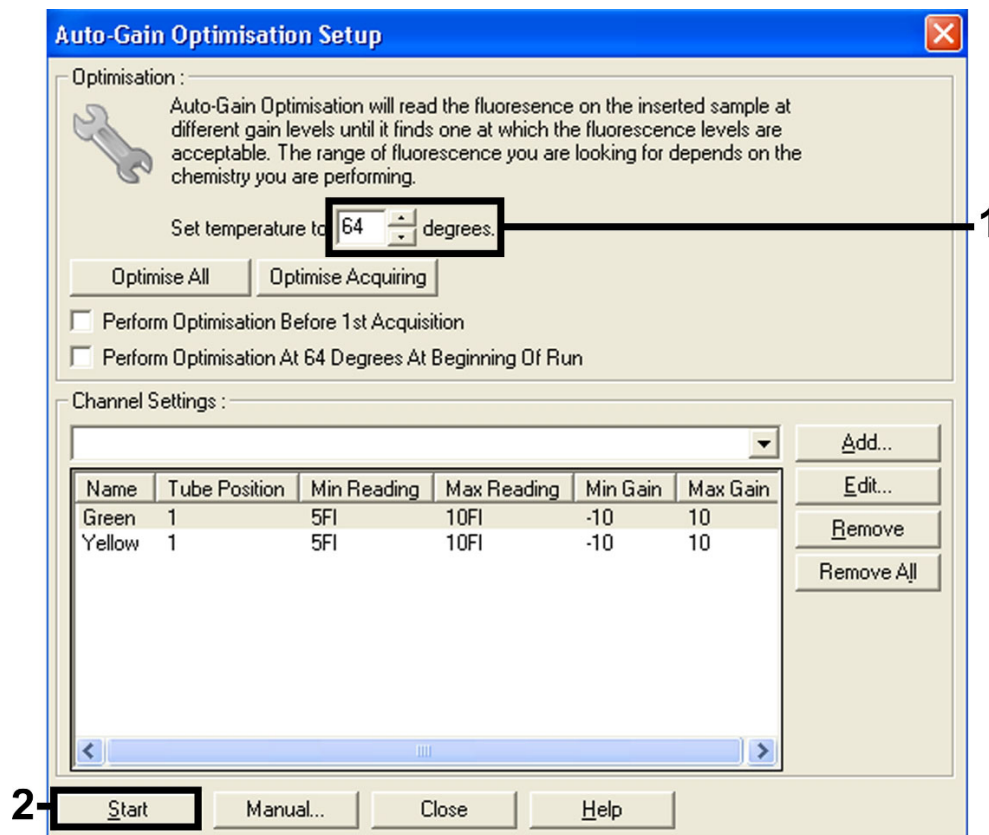 Auto-Gain Optimisation Setup
Optimisation :
Auto-Gain Optimisation will read the fluoresence on the inserted sample at
different gain levels until it finds one at which the fluorescence levels are
acceptable. The range of fluorescence you are looking for depends on the
chemistry you are performing.
Set temperature to 64 degrees. 1
Optimise All Optimise Acquiring
Perform Optimisation Before 1st Acquisition
Perform Optimisation At 64 Degrees At Beginning Of Run
Channel Settings :
Add...
Name Tube Position Min Reading Max Reading Min Gain Max Gain Edit...
Green 1 5Fl 10Fl -10 10
Remove
Yellow 1 5Fl 10Fl -10 10
Remove All
2 Start Manual... Close Help